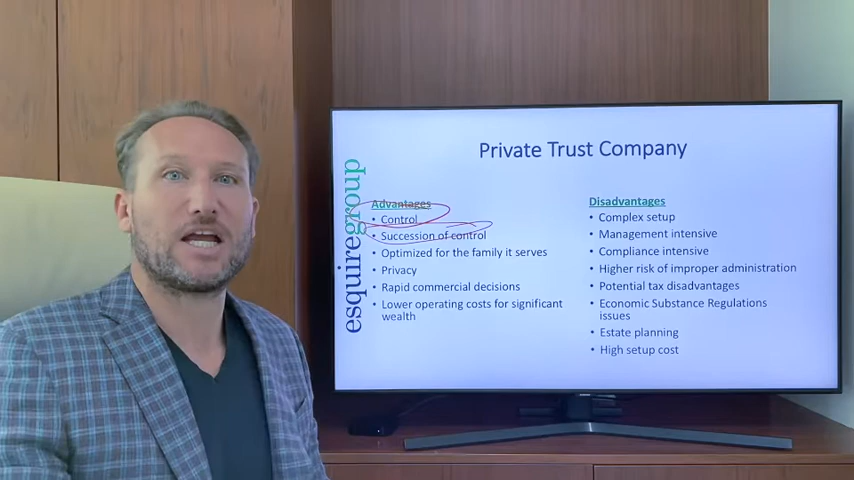 esquiregroup
Private Trust Company
Advantages
• Control
• Succession of control
• Optimized for the family it serves
• Privacy
• Rapid commercial decisions
• Lower operating costs for significant
wealth
Disadvantages
• Complex setup
• Management intensive
• Compliance intensive
• Higher risk of improper administration
• Potential tax disadvantages
• Economic Substance Regulations
issues
• Estate planning
• High setup cost